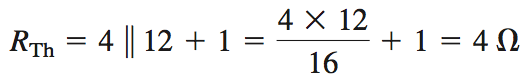 R_Th = 4 ‖ 12 + 1 = (4 × 12)/16 + 1 = 4 Ω